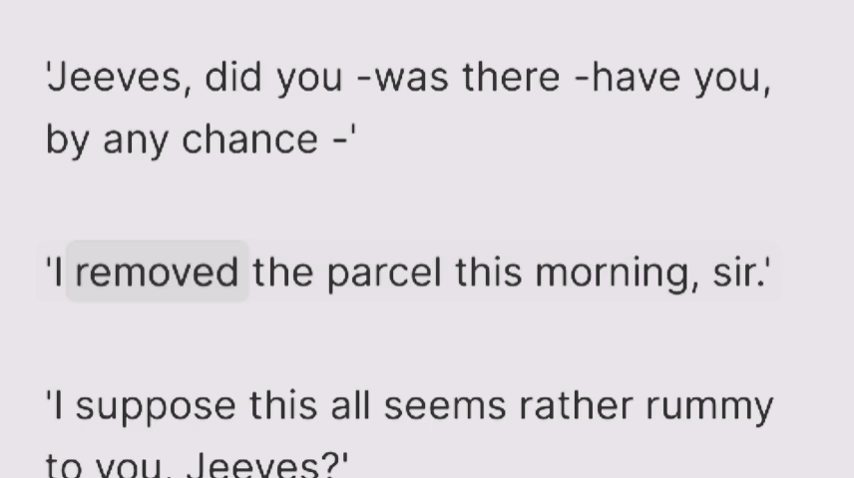 'Jeeves, did you -was there -have you,
by any chance -'
'I removed the parcel this morning, sir.'
'I suppose this all seems rather rummy
to you, Jeeves?'